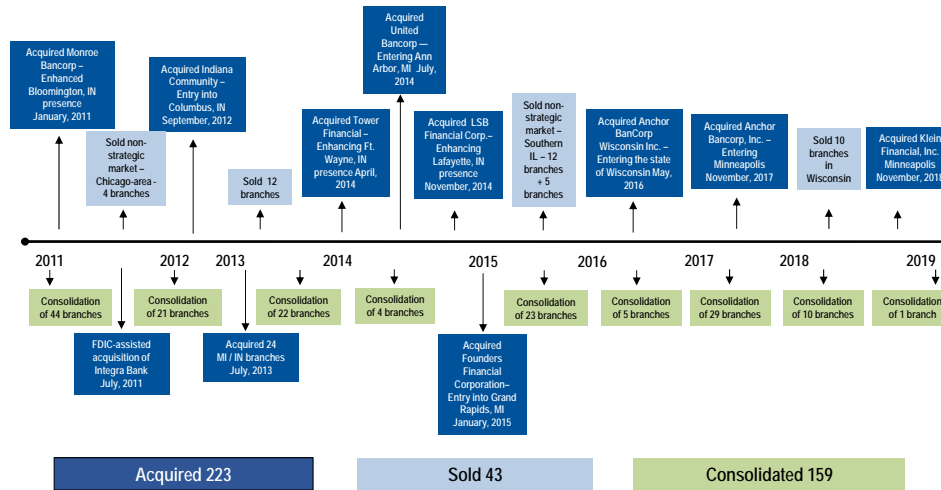 Acquired
United
Bancorp —
Entering Ann
Arbor, MI July,
2014
Acquired Monroe
Bancorp –
Enhanced
Bloomington, IN
presence
January, 2011
Sold non-
strategic
market –
Chicago-area -
4 branches
Acquired Indiana
Community –
Entry into
Columbus, IN
September, 2012
Sold 12
branches
Acquired Tower
Financial –
Enhancing Ft.
Wayne, IN
presence April,
2014
Acquired LSB
Financial Corp.–
Enhancing
Lafayette, IN
presence
November, 2014
Sold non-
strategic
market –
Southern
IL – 12
branches
+ 5
branches
Acquired Anchor
BanCorp
Wisconsin Inc. –
Entering the state
of Wisconsin May,
2016
Acquired Anchor
Bancorp, Inc. –
Entering
Minneapolis
November, 2017
Sold 10
branches
in
Wisconsin
Acquired Klein
Financial, Inc.
Minneapolis
November, 2018
2011
2012
2013
2014
2015
2016
2017
2018
2019
Consolidation
of 44 branches
Consolidation
of 21 branches
Consolidation
of 22 branches
Consolidation
of 4 branches
Consolidation
of 23 branches
Consolidation
of 5 branches
Consolidation
of 29 branches
Consolidation
of 10 branches
Consolidation
of 1 branch
FDIC-assisted
acquisition of
Integra Bank
July, 2011
Acquired 24
MI / IN branches
July, 2013
Acquired
Founders
Financial
Corporation–
Entry into Grand
Rapids, MI
January, 2015
Acquired 223
Sold 43
Consolidated 159